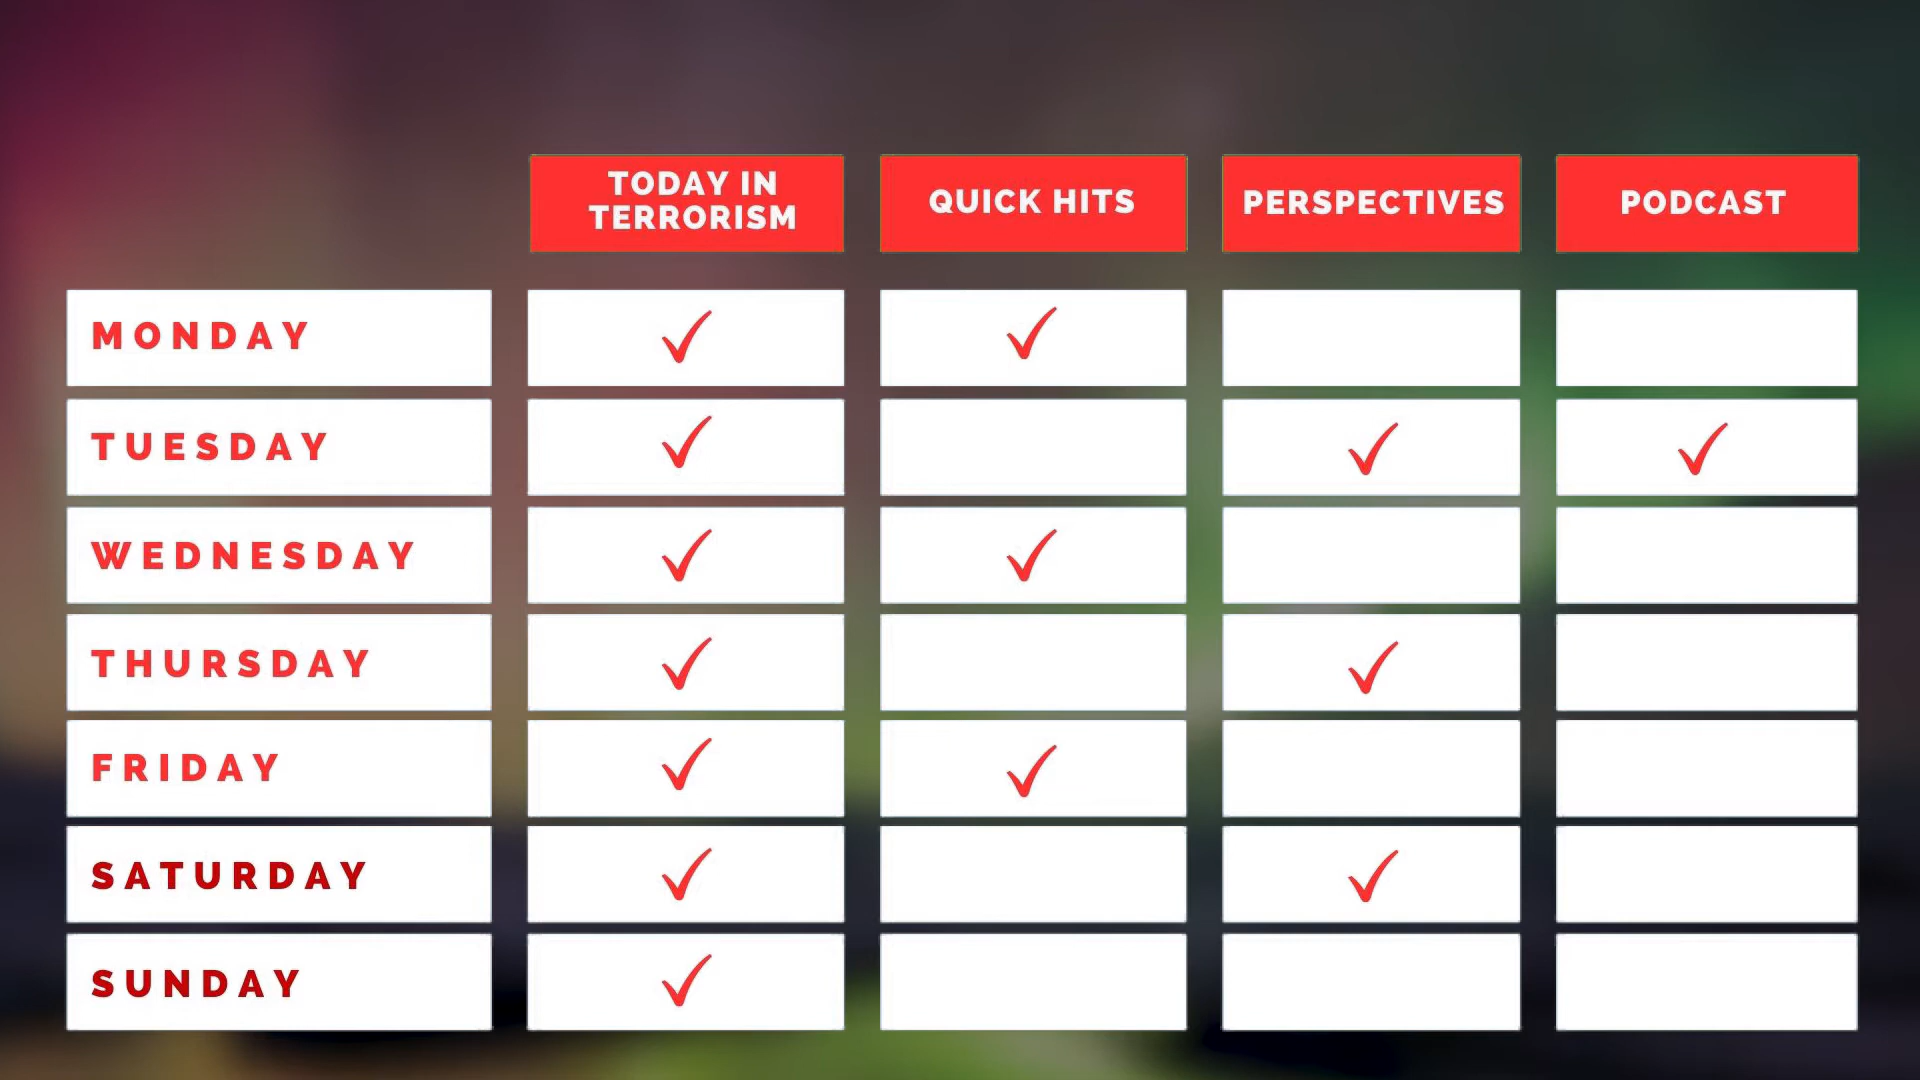 TODAY IN
TERRORISM
QUICK HITS
PERSPECTIVES
PODCAST
MONDAY
TUESDAY
WEDNESDAY
THURSDAY
FRIDAY
SATURDAY
SUNDAY